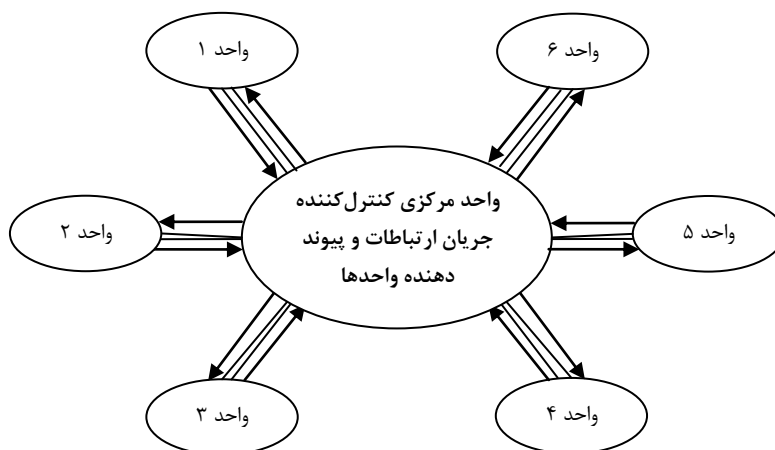 واحد ۱
واحد ۶
واحد مرکزی کنترل‌کننده
جریان ارتباطات و پیوند
دهنده واحدها
واحد ۲
واحد ۵
واحد ۳
واحد ۴